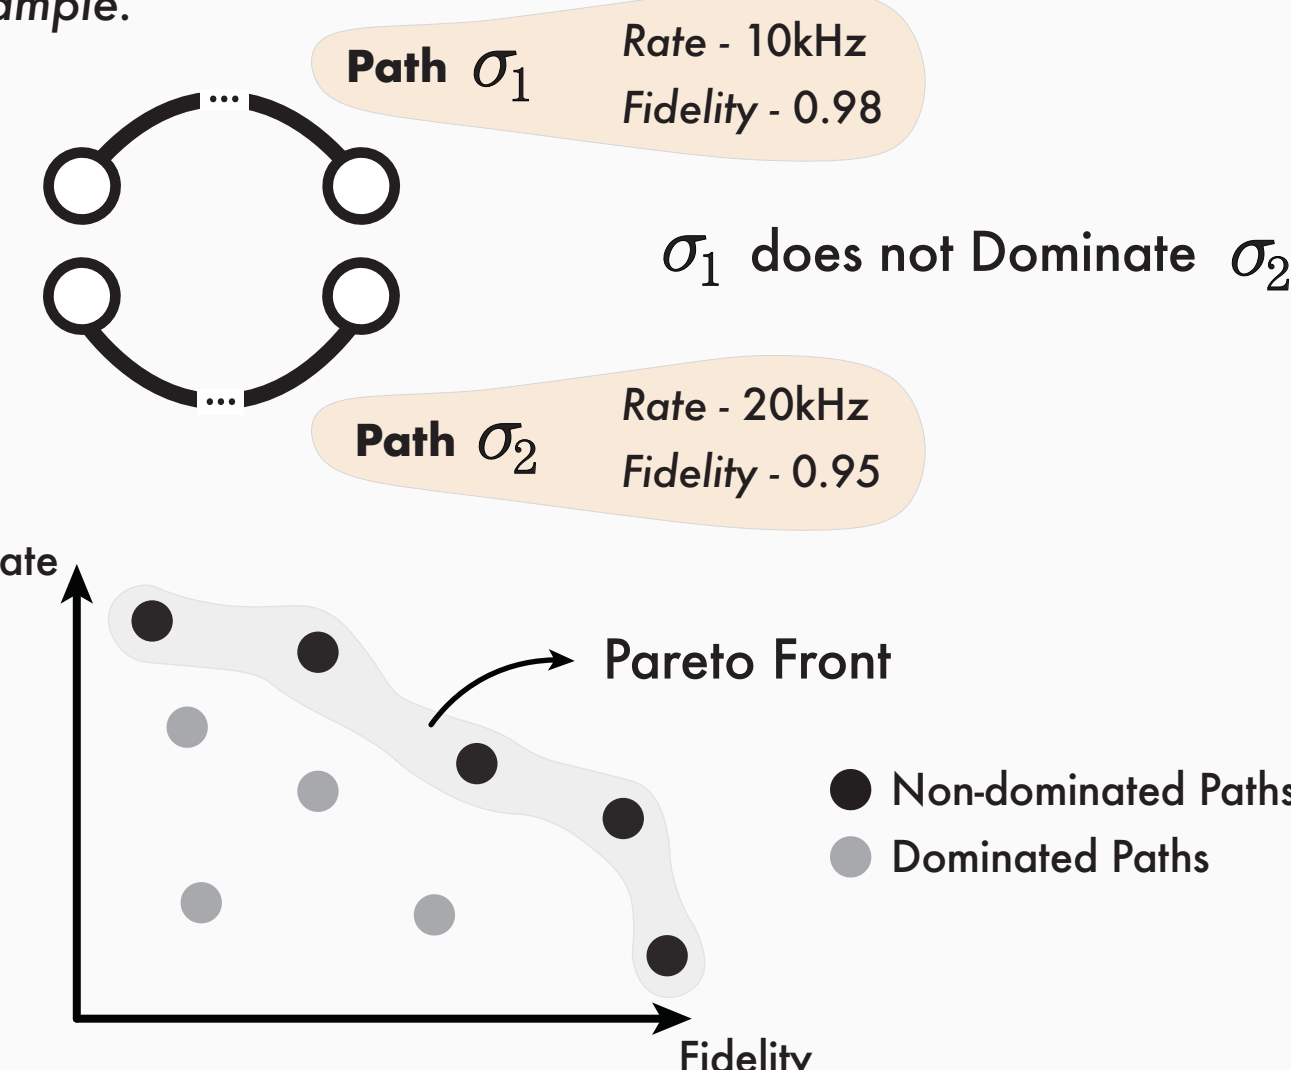 Path σ1
Rate - 10kHz
Fidelity - 0.98
...
σ1 does not Dominate σ2
...
Path σ2
Rate - 20kHz
Fidelity - 0.95
Pareto Front
Non-dominated Paths
Dominated Paths
Fidelity